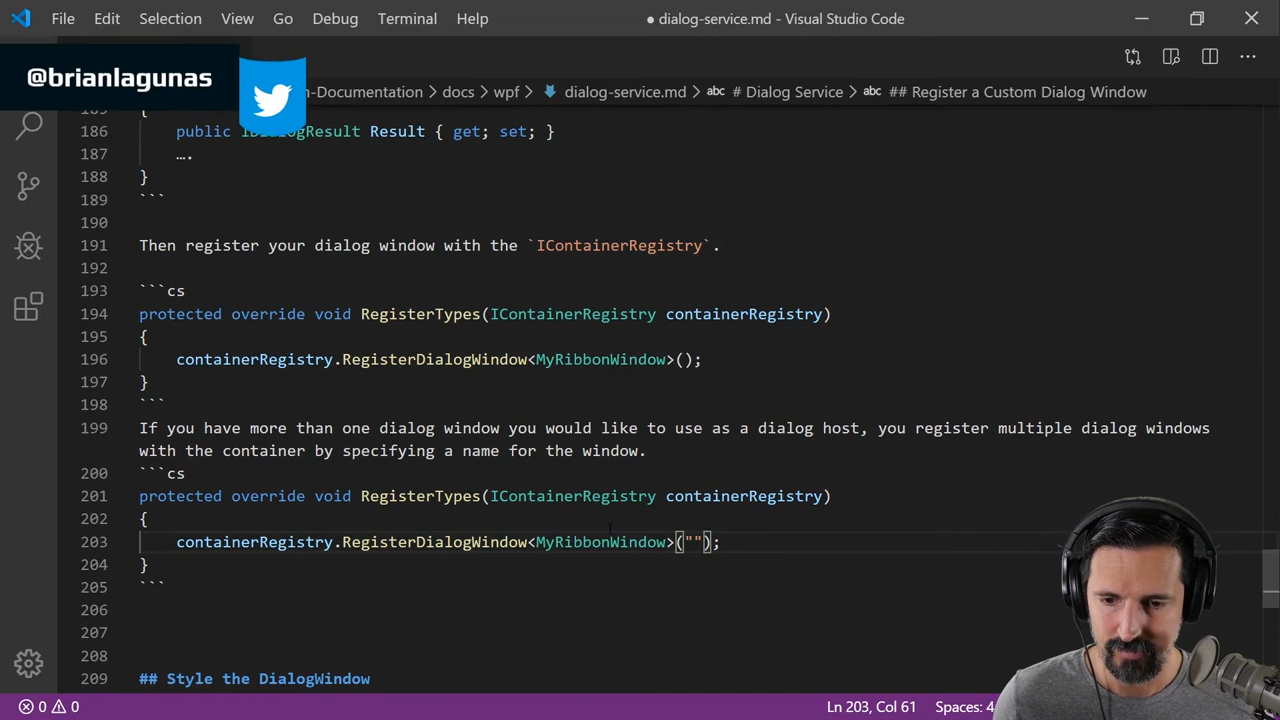 File Edit Selection View Go Debug Terminal Help ● dialog-service.md - Visual Studio Code
@brianlagunas
n-Documentation > docs > wpf > dialog-service.md > abc # Dialog Service > abc ## Register a Custom Dialog Window
185 {
186 public IDialogResult Result { get; set; }
187 ….
188 }
189 ```
190
191 Then register your dialog window with the `IContainerRegistry`.
192
193 ```cs
194 protected override void RegisterTypes(IContainerRegistry containerRegistry)
195 {
196 containerRegistry.RegisterDialogWindow<MyRibbonWindow>();
197 }
198 ```
199 If you have more than one dialog window you would like to use as a dialog host, you register multiple dialog windows
with the container by specifying a name for the window.
200 ```cs
201 protected override void RegisterTypes(IContainerRegistry containerRegistry)
202 {
203 containerRegistry.RegisterDialogWindow<MyRibbonWindow>("");
204 }
205 ```
206
207
208
209 ## Style the DialogWindow
0 0 Ln 203, Col 61 Spaces: 4